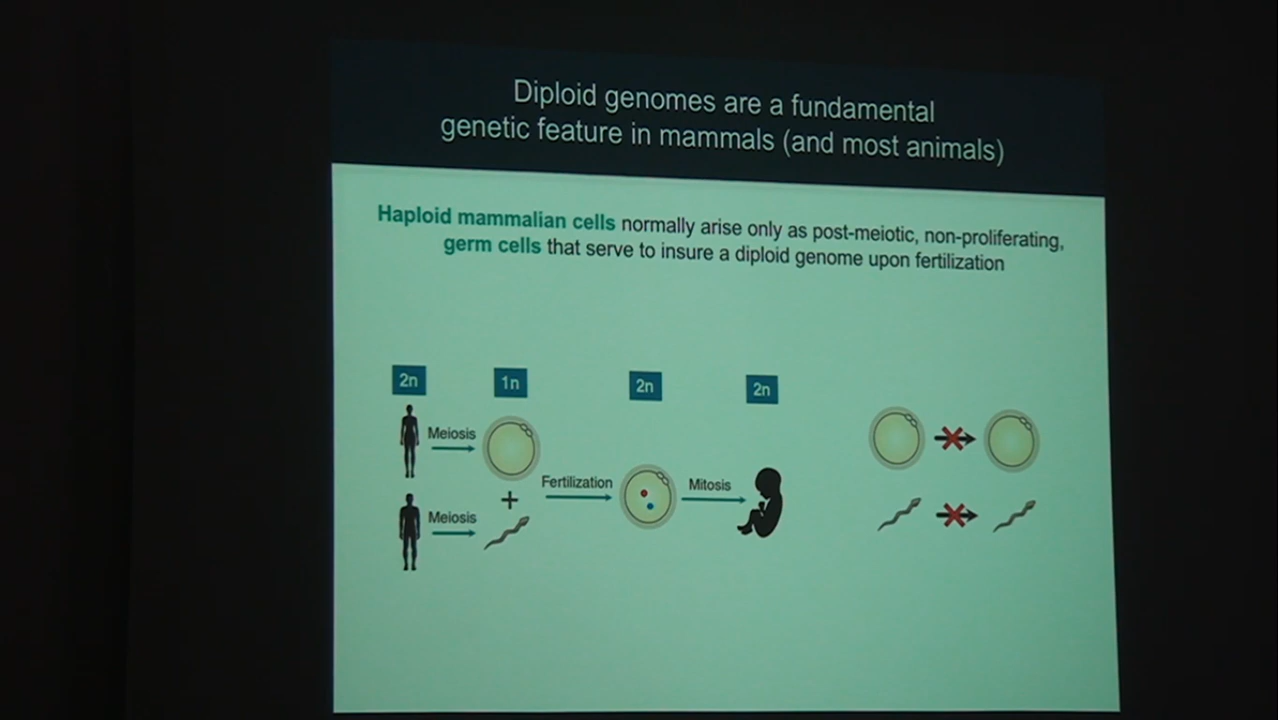 Diploid genomes are a fundamental
genetic feature in mammals (and most animals)
Haploid mammalian cells normally arise only as post-meiotic, non-proliferating,
germ cells that serve to insure a diploid genome upon fertilization
2n
1n
2n
2n
Meiosis
+
Fertilization
Mitosis
Meiosis